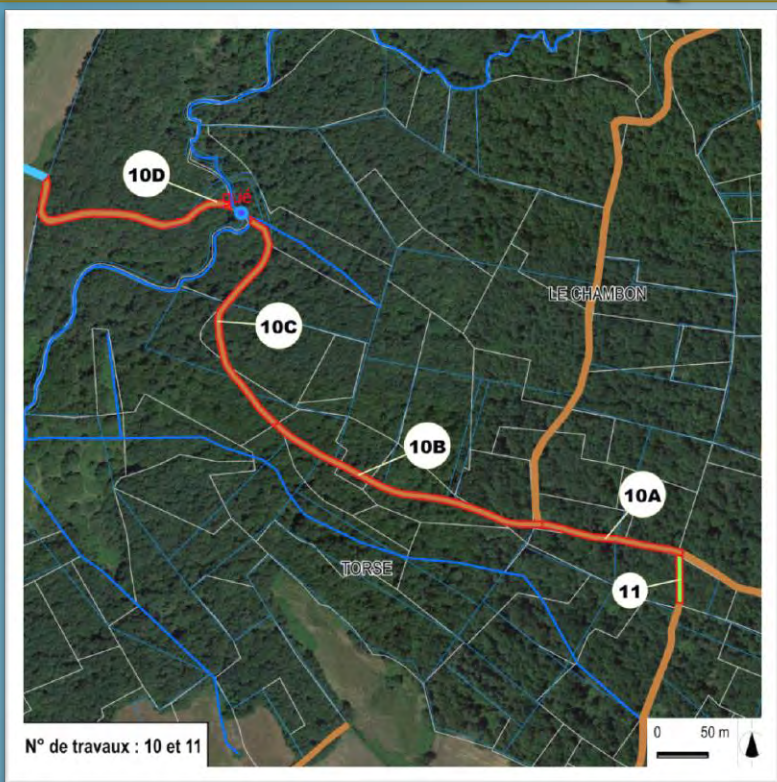 10D
gué
10C
LE CHAMBON
10B
10A
TORSE
11
N° de travaux : 10 et 11
0 50 m